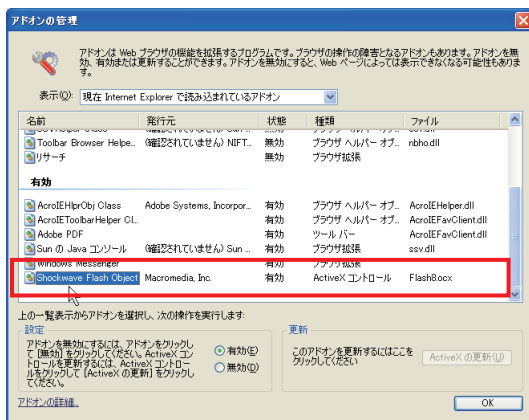 アドオンの管理
アドオンは Web ブラウザの機能を拡張するプログラムです。ブラウザの操作の障害となるアドオンもあります。アドオンを無
効、有効または更新することができます。アドオンを無効にすると、Web ページによっては表示できなくなる可能性もありま
す。
表示(O): 現在 Internet Explorer で読み込まれているアドオン
名前 発行元 状態 種類 ファイル
Toolbar Browser Helpe... (確認されていません) NIFT... 無効 ブラウザ ヘルパー オブ... nbho.dll
リサーチ 無効 ブラウザ拡張
有効
AcroIEHlprObj Class Adobe Systems, Incorpor... 有効 ブラウザ ヘルパー オブ... AcroIEHelper.dll
AcroIEToolbarHelper Cl... 有効 ブラウザ ヘルパー オブ... AcroIEFavClient.dll
Adobe PDF 有効 ツール バー AcroIEFavClient.dll
Sun の Java コンソール (確認されていません) Sun ... 有効 ブラウザ拡張 ssv.dll
Windows Messenger 有効 ブラウザ拡張
Shockwave Flash Object Macromedia, Inc. 有効 ActiveX コントロール Flash8.ocx
上の一覧表示からアドオンを選択し、次の操作を実行します:
設定
アドオンを無効にするには、アドオンをクリックし
て [無効] をクリックしてください。ActiveX コン
トロールを更新するには、ActiveX コントロー
ルをクリックして [ActiveX の更新] をクリックし
てください。
有効(E)
無効(D)
更新
このアドオンを更新するにはここを
クリックしてください
ActiveX の更新(U)
アドオンの詳細...
OK